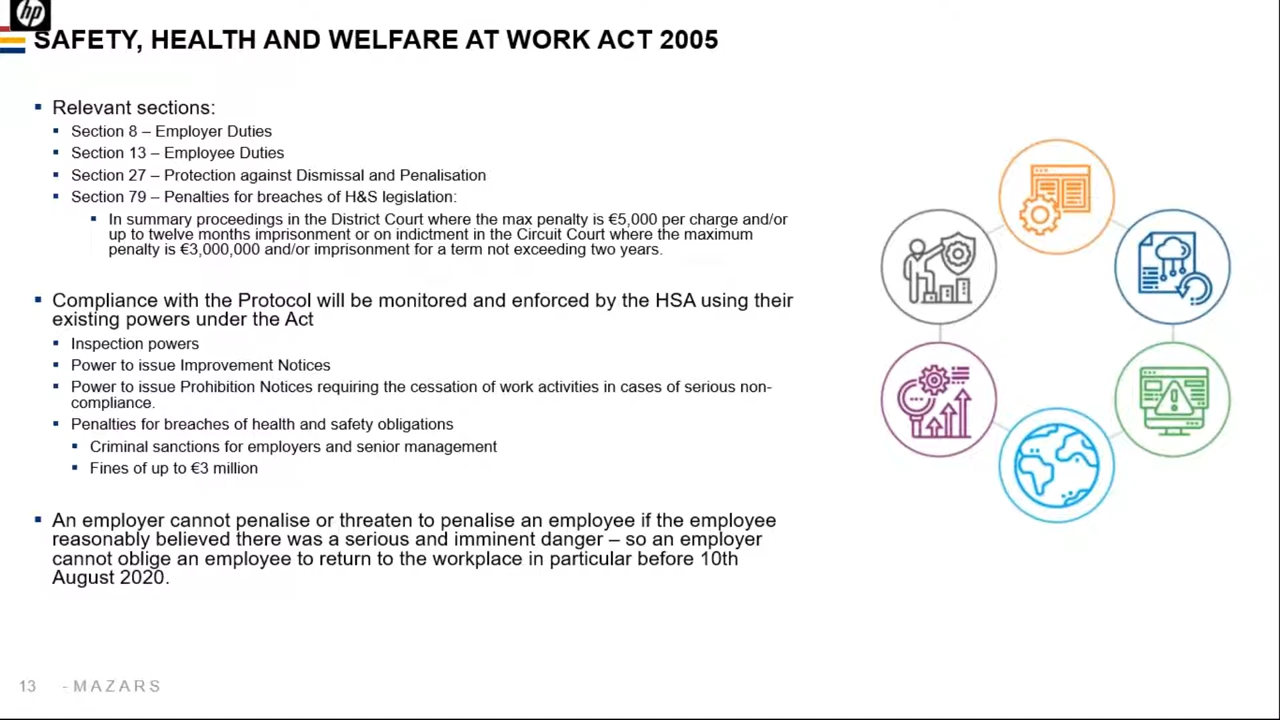 hp
SAFETY, HEALTH AND WELFARE AT WORK ACT 2005
Relevant sections:
Section 8 – Employer Duties
Section 13 – Employee Duties
Section 27 – Protection against Dismissal and Penalisation
Section 79 – Penalties for breaches of H&S legislation:
In summary proceedings in the District Court where the max penalty is €5,000 per charge and/or
up to twelve months imprisonment or on indictment in the Circuit Court where the maximum
penalty is €3,000,000 and/or imprisonment for a term not exceeding two years.
Compliance with the Protocol will be monitored and enforced by the HSA using their
existing powers under the Act
Inspection powers
Power to issue Improvement Notices
Power to issue Prohibition Notices requiring the cessation of work activities in cases of serious non-
compliance.
Penalties for breaches of health and safety obligations
Criminal sanctions for employers and senior management
Fines of up to €3 million
An employer cannot penalise or threaten to penalise an employee if the employee
reasonably believed there was a serious and imminent danger – so an employer
cannot oblige an employee to return to the workplace in particular before 10th
August 2020.
13 - MAZARS